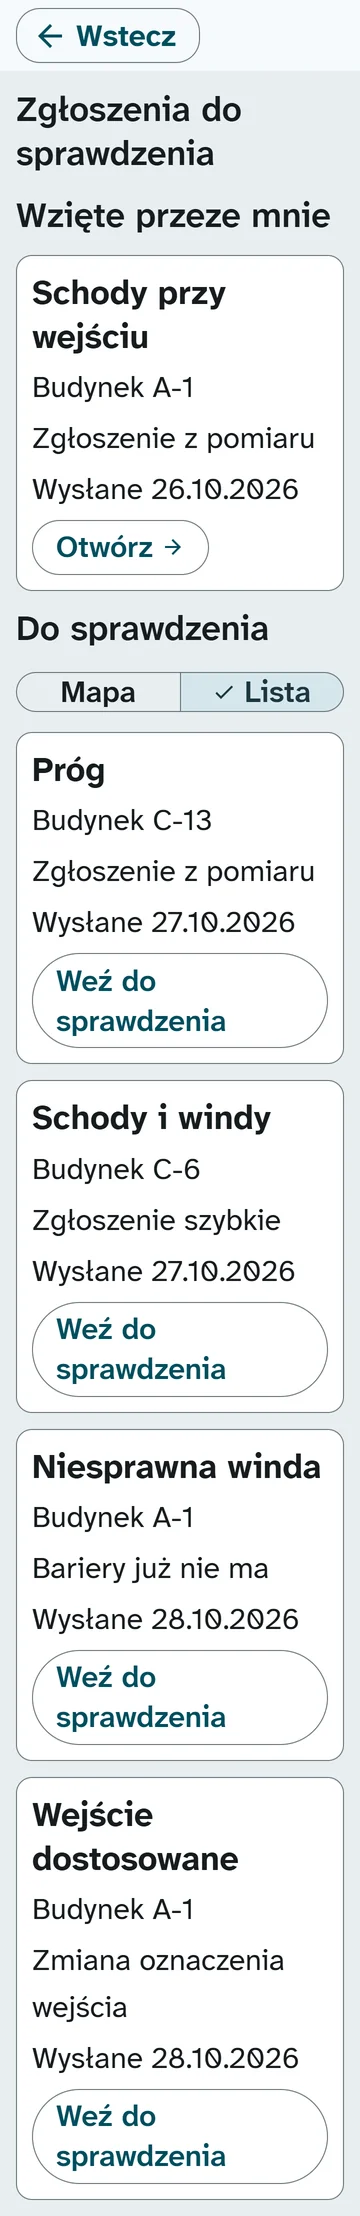 ← Wstecz
Zgłoszenia do
sprawdzenia
Wzięte przeze mnie
Schody przy
wejściu
Budynek A-1
Zgłoszenie z pomiaru
Wysłane 26.10.2026
Otwórz →
Do sprawdzenia
Mapa ✓ Lista
Próg
Budynek C-13
Zgłoszenie z pomiaru
Wysłane 27.10.2026
Weź do
sprawdzenia
Schody i windy
Budynek C-6
Zgłoszenie szybkie
Wysłane 27.10.2026
Weź do
sprawdzenia
Niesprawna winda
Budynek A-1
Bariery już nie ma
Wysłane 28.10.2026
Weź do
sprawdzenia
Wejście
dostosowane
Budynek A-1
Zmiana oznaczenia
wejścia
Wysłane 28.10.2026
Weź do
sprawdzenia